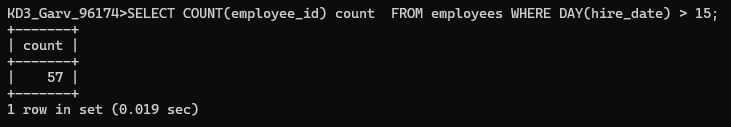 KD3_Garv_96174>SELECT COUNT(employee_id) count  FROM employees WHERE DAY(hire_date) > 15;
+-------+
| count |
+-------+
|    57 |
+-------+
1 row in set (0.019 sec)